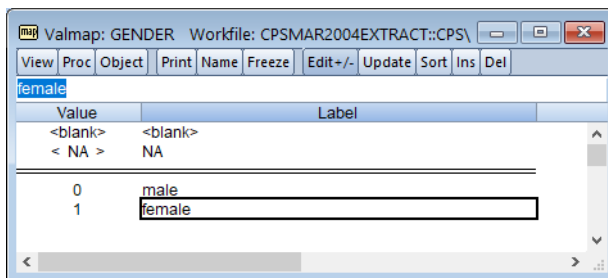 map Valmap: GENDER Workfile: CPSMAR2004EXTRACT::CPS\
View Proc Object Print Name Freeze Edit+/- Update Sort Ins Del
female
Value Label
<blank> <blank>
< NA > NA
0 male
1 female